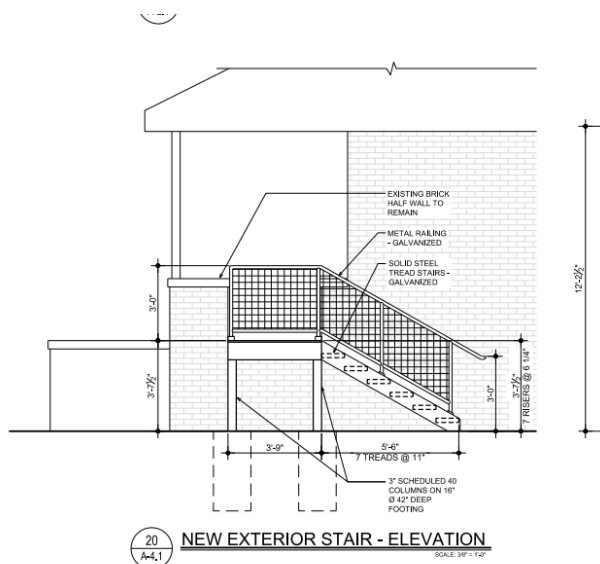 EXISTING BRICK
HALF WALL TO
REMAIN
METAL RAILING
- GALVANIZED
SOLID STEEL
TREAD STAIRS -
GALVANIZED
12'-2½"
3'-0"
3'-7½"
3'-0"
3'-7½"
7 RISERS @ 6 1/4"
3'-9"
5'-6"
7 TREADS @ 11"
3" SCHEDULED 40
COLUMNS ON 16"
Ø 42" DEEP
FOOTING
20
A-4.1
NEW EXTERIOR STAIR - ELEVATION
SCALE: 3/8" = 1'-0"